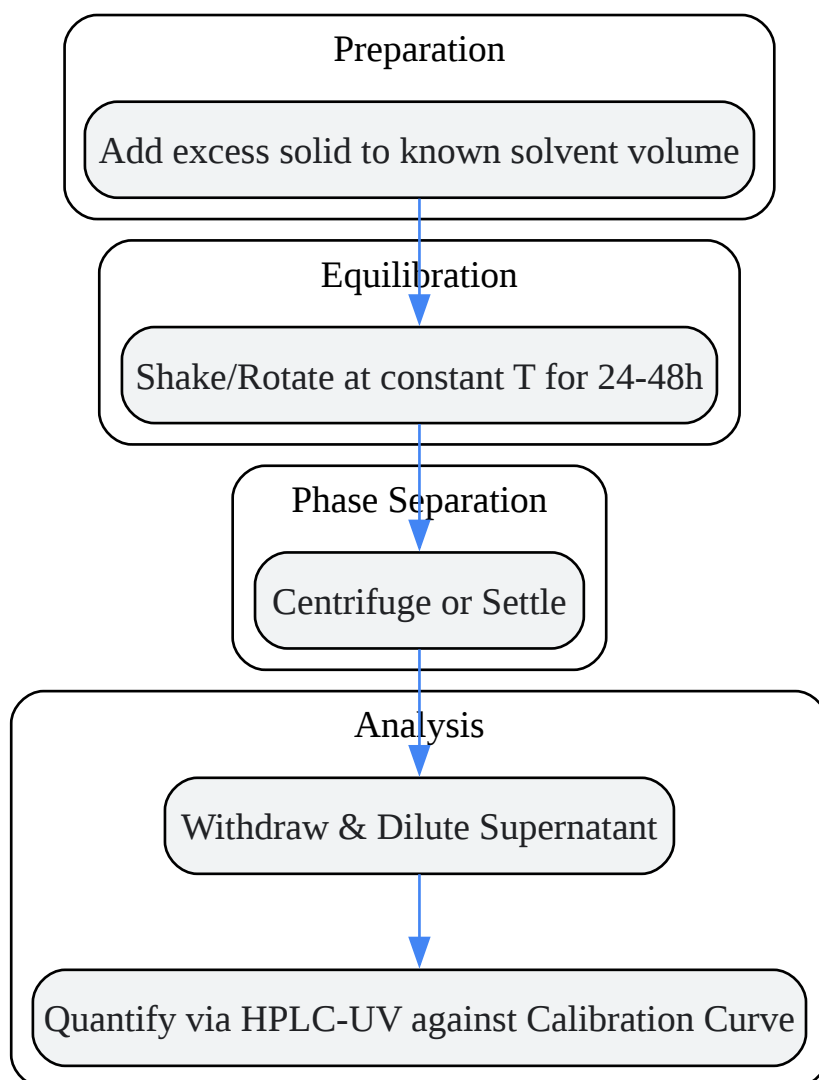 Preparation
Add excess solid to known solvent volume
Equilibration
Shake/Rotate at constant T for 24-48h
Phase Separation
Centrifuge or Settle
Analysis
Withdraw & Dilute Supernatant
Quantify via HPLC-UV against Calibration Curve